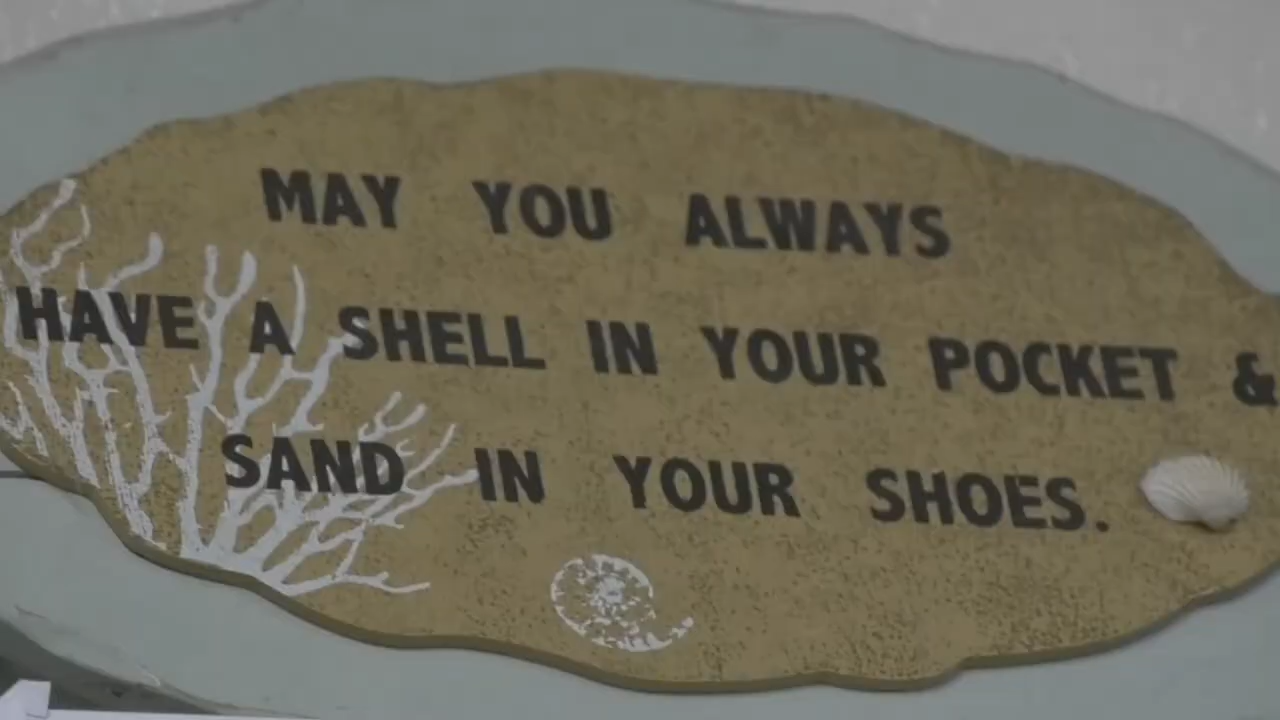 MAY YOU ALWAYS
HAVE A SHELL IN YOUR POCKET &
SAND IN YOUR SHOES.